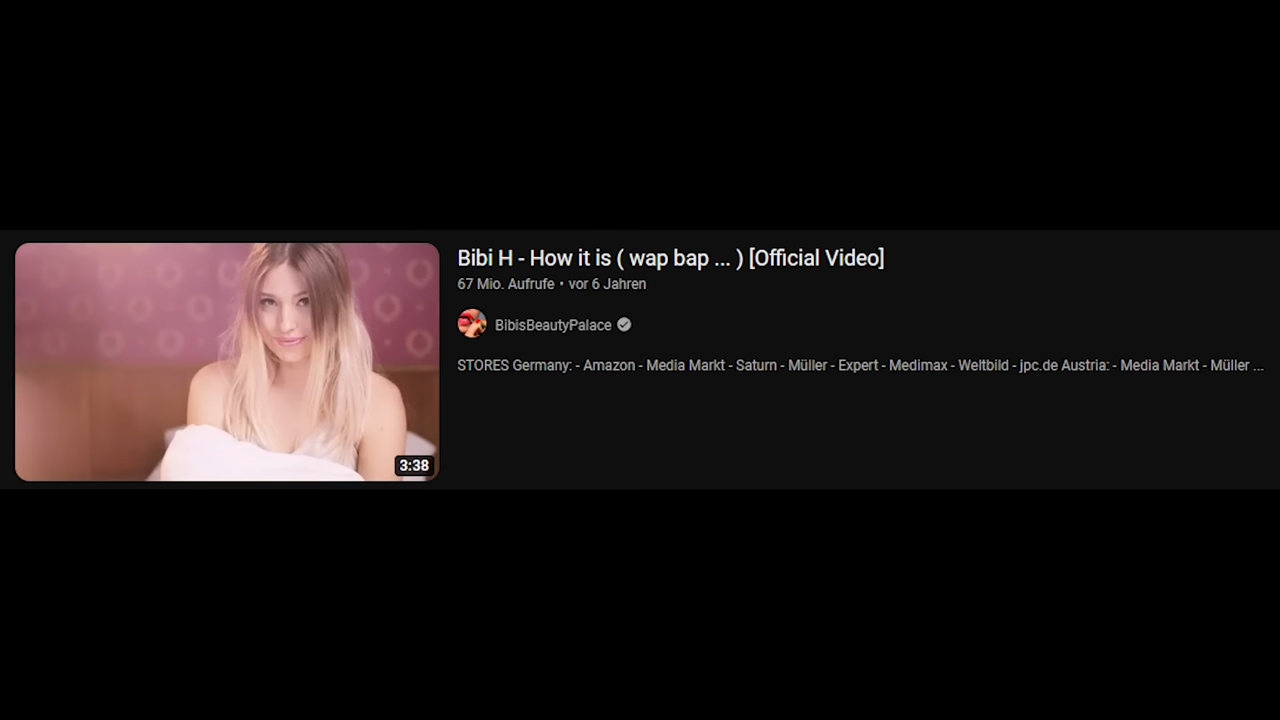 Bibi H - How it is ( wap bap ... ) [Official Video]
67 Mio. Aufrufe • vor 6 Jahren
BibisBeautyPalace
STORES Germany: - Amazon - Media Markt - Saturn - Müller - Expert - Medimax - Weltbild - jpc.de Austria: - Media Markt - Müller ...
3:38